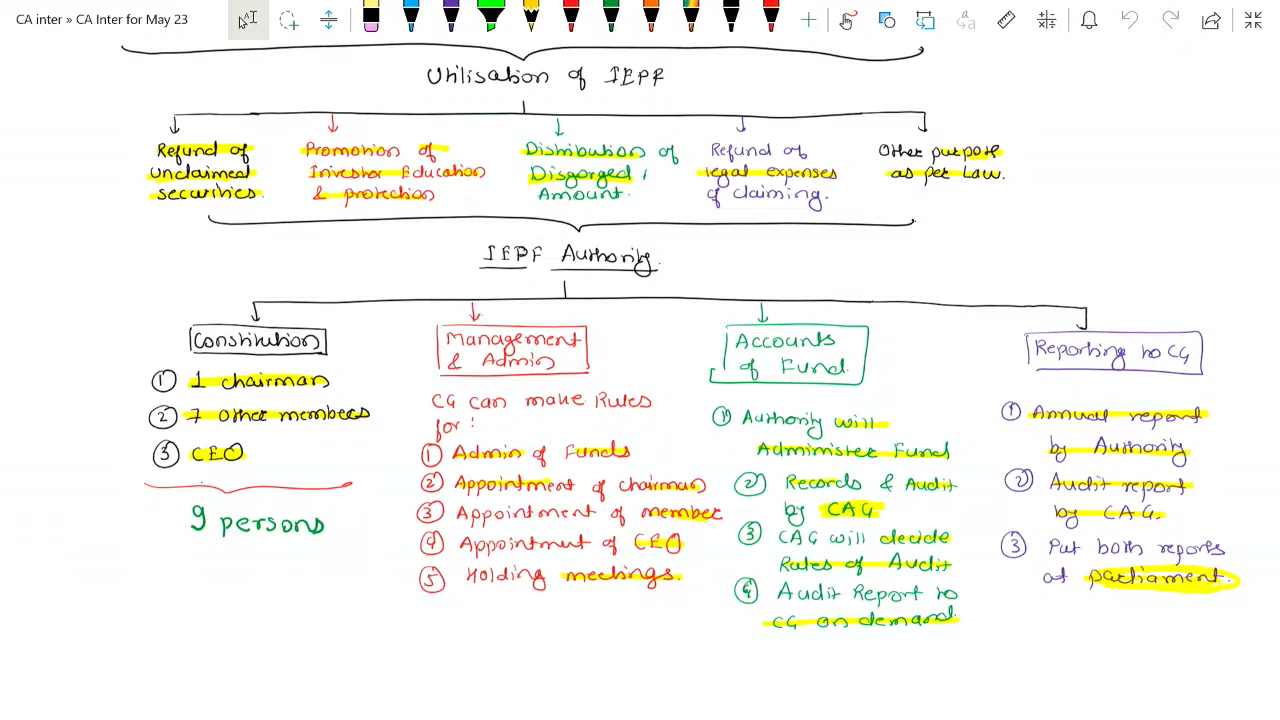 CA inter » CA Inter for May 23
Utilisation of IEPF
Refund of
unclaimed
securities.
Promotion of
Investor Education
& protection
Distribution of
Disgorged
Amount.
Refund of
legal expenses
of claiming.
Other purpose
as per Law.
IEPF Authority.
Constitution
① 1 chairman
② 7 other members
③ CEO
9 persons
Management
& Admin
CG can make Rules
for:
① Admin of Funds
② Appointment of chairman
③ Appointment of member
④ Appointment of CEO
⑤ Holding meetings.
Accounts
of Fund.
① Authority will
Administer Fund
② Records & Audit
by CAG
③ CAG will decide
Rules of Audit
④ Audit Report to
CG on demand.
Reporting to CG
① Annual report
by Authority
② Audit report
by CAG.
③ Put both reports
at parliament.